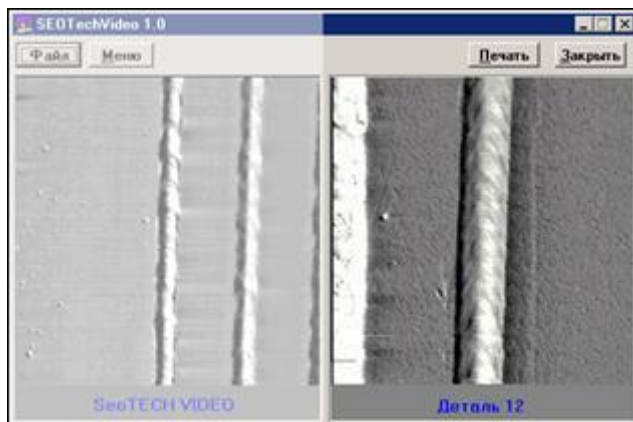 SEOTechVideo 1.0
Файл Меню Печать Закрыть
SeoTECH VIDEO Деталь 12